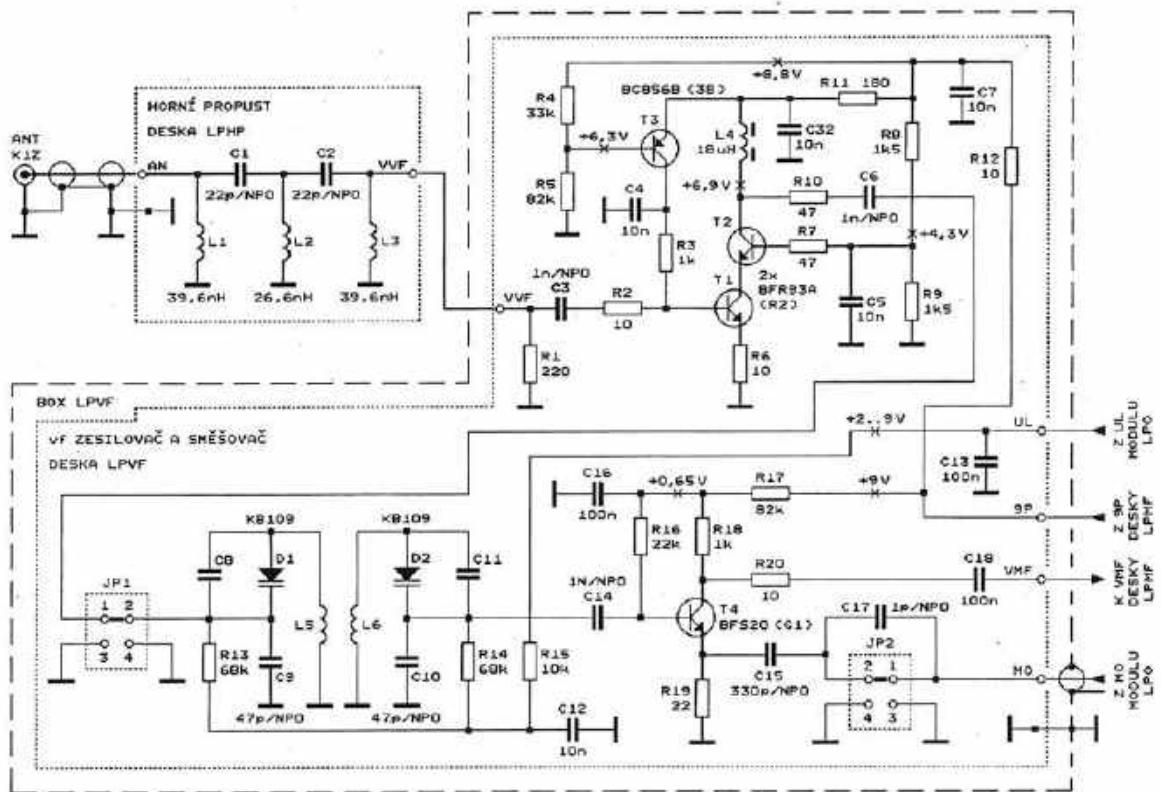 HORNÍ PROPUST
DESKA LPHP
ANT
K1Z
AN
C1
22p/NPO
C2
22p/NPO
VVF
L1
39.6nH
L2
26.6nH
L3
39.6nH
BOX LPVF
VF ZESILOVAČ A SMĚŠOVAČ
DESKA LPVF
R4
33k
+6,3V
BC856B (3B)
T3
+8,8V
R11 180
C7
10n
L4
18uH
C32
10n
R8
1k5
R12
10
R5
82k
C4
10n
+6,9V
R10
47
C6
1n/NPO
R3
1k
T2
R7
47
+4,3V
2x
BFR93A
(R2)
C5
10n
R9
1k5
VVF
1n/NPO
C3
R2
10
T1
R1
220
R6
10
+2..9V
UL
Z UL
MODULU
LPO
C13
100n
C16
100n
+0,65V
R17
82k
+9V
9P
Z 9P
DESKY
LPMF
KB109
D1
C8
KB109
D2
C11
R16
22k
R18
1k
R20
10
C18
100n
VMF
K VMF
DESKY
LPMF
1N/NPO
C14
T4
BFS20 (G1)
JP1
1
2
3
4
L5
L6
R13
68k
C9
47p/NPO
C10
47p/NPO
R14
68k
R15
10k
C12
10n
R19
22
C15
330p/NPO
C17
1p/NPO
JP2
2
1
4
3
MO
Z MO
MODULU
LPO